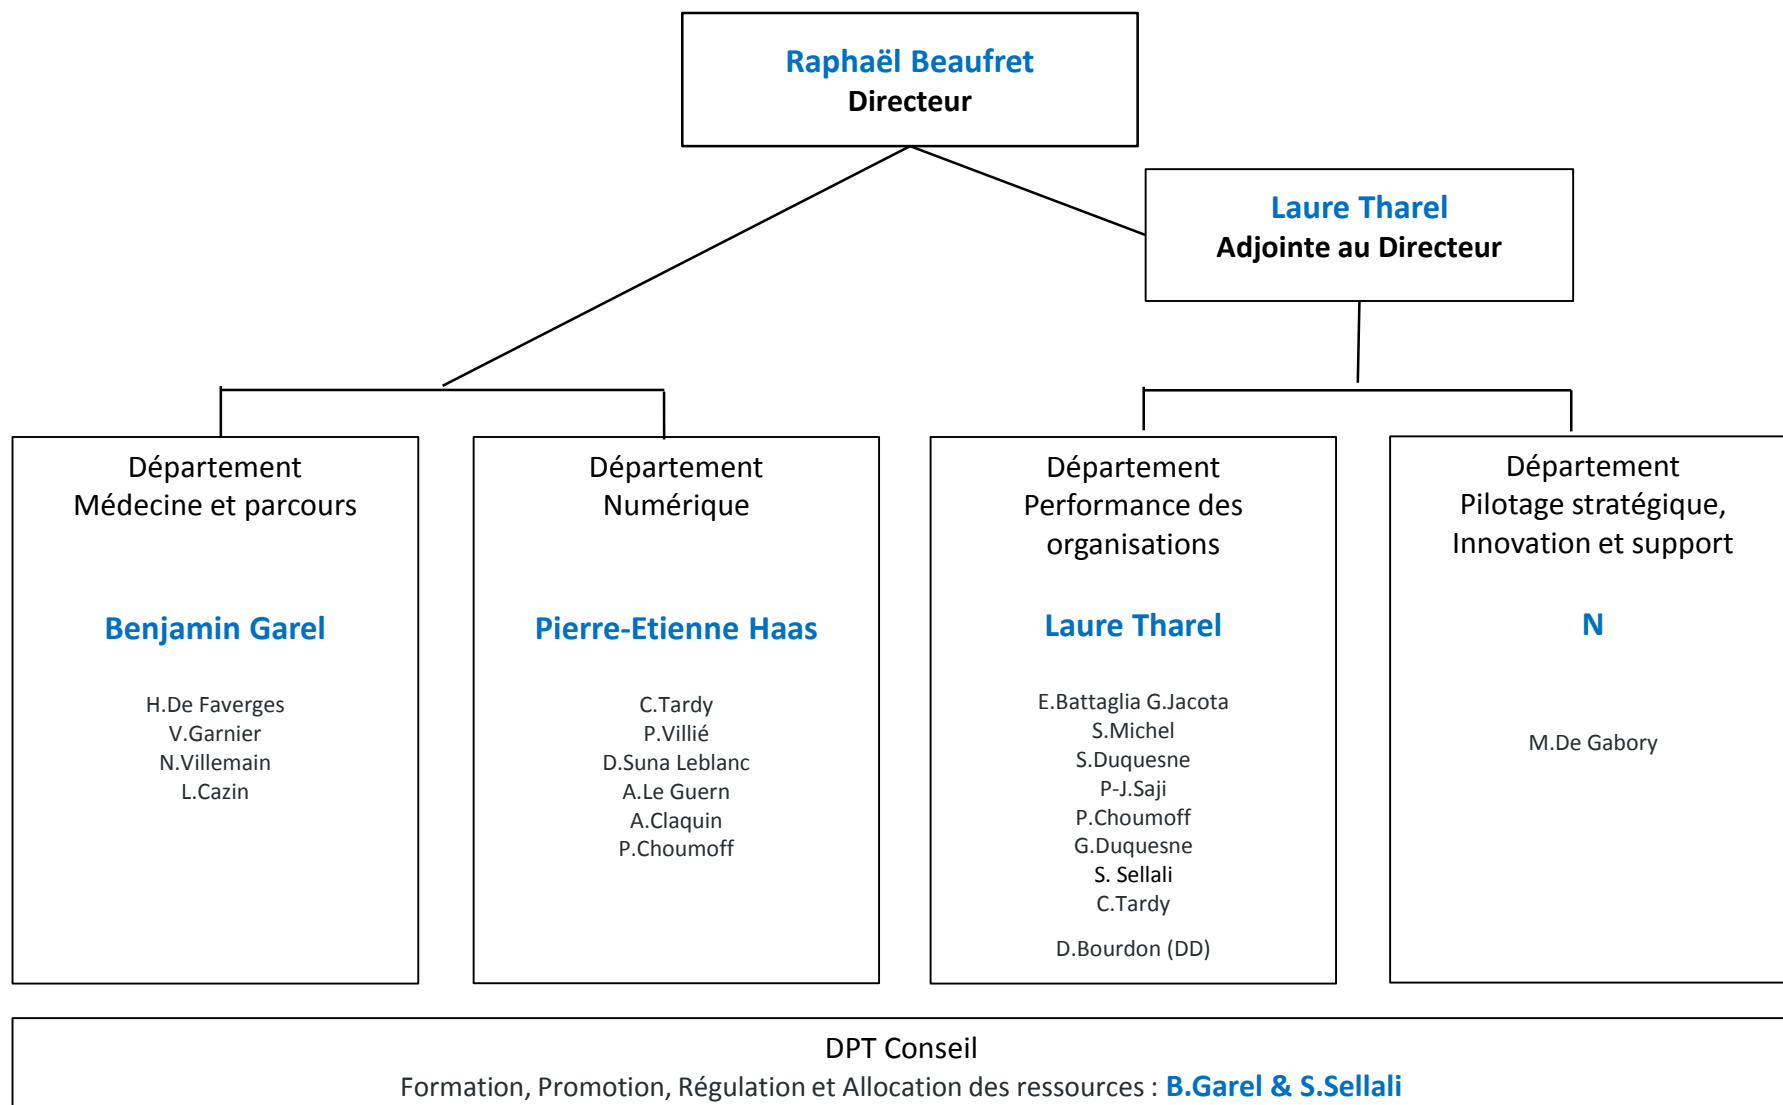 Raphaël Beaufret
Directeur
Laure Tharel
Adjointe au Directeur
Département
Médecine et parcours
Benjamin Garel
H.De Faverges
V.Garnier
N.Villemain
L.Cazin
Département
Numérique
Pierre-Etienne Haas
C.Tardy
P.Villié
D.Suna Leblanc
A.Le Guern
A.Claquin
P.Choumoff
Département
Performance des
organisations
Laure Tharel
E.Battaglia G.Jacota
S.Michel
S.Duquesne
P-J.Saji
P.Choumoff
G.Duquesne
S. Sellali
C.Tardy
D.Bourdon (DD)
Département
Pilotage stratégique,
Innovation et support
N
M.De Gabory
DPT Conseil
Formation, Promotion, Régulation et Allocation des ressources : B.Garel & S.Sellali